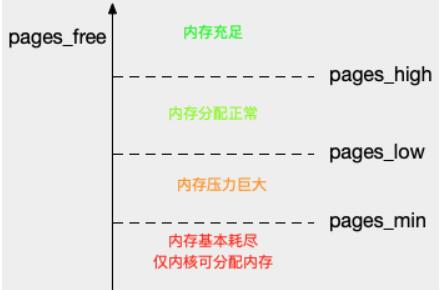 内存充足
pages_free
pages_high
内存分配正常
pages_low
内存压力巨大
pages_min
内存基本耗尽
仅内核可分配内存